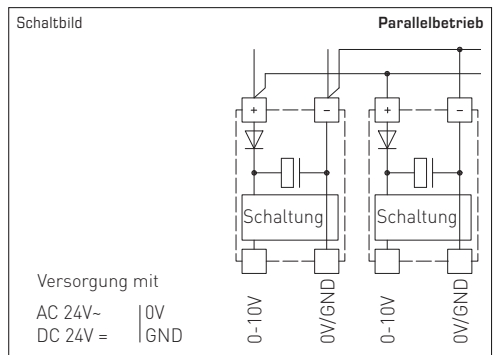 Schaltbild
Parallelbetrieb
+ − + −
Schaltung Schaltung
Versorgung mit
AC 24V~ | 0V
DC 24V = | GND
0-10V
0V/GND
0-10V
0V/GND